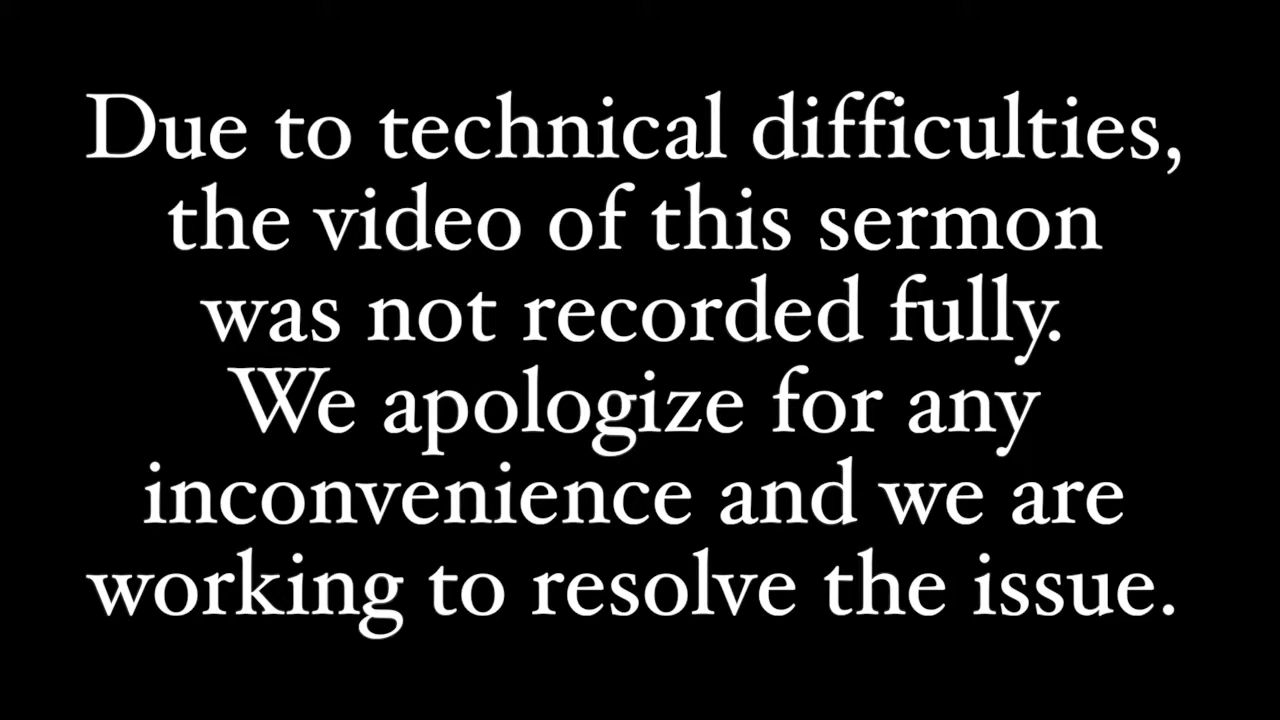 Due to technical difficulties,
the video of this sermon
was not recorded fully.
We apologize for any
inconvenience and we are
working to resolve the issue.